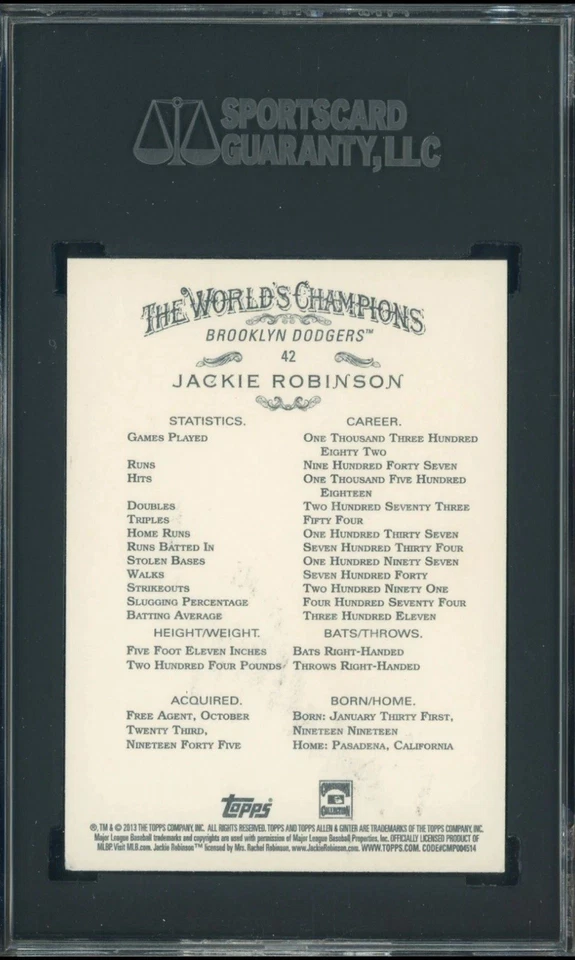 SPORTSCARD
GUARANTY, LLC
THE WORLD'S CHAMPIONS
BROOKLYN DODGERS™
42
JACKIE ROBINSON
STATISTICS. CAREER.
GAMES PLAYED ONE THOUSAND THREE HUNDRED
EIGHTY TWO
RUNS NINE HUNDRED FORTY SEVEN
HITS ONE THOUSAND FIVE HUNDRED
EIGHTEEN
DOUBLES TWO HUNDRED SEVENTY THREE
TRIPLES FIFTY FOUR
HOME RUNS ONE HUNDRED THIRTY SEVEN
RUNS BATTED IN SEVEN HUNDRED THIRTY FOUR
STOLEN BASES ONE HUNDRED NINETY SEVEN
WALKS SEVEN HUNDRED FORTY
STRIKEOUTS TWO HUNDRED NINETY ONE
SLUGGING PERCENTAGE FOUR HUNDRED SEVENTY FOUR
BATTING AVERAGE THREE HUNDRED ELEVEN
HEIGHT/WEIGHT. BATS/THROWS.
FIVE FOOT ELEVEN INCHES BATS RIGHT-HANDED
TWO HUNDRED FOUR POUNDS THROWS RIGHT-HANDED
ACQUIRED. BORN/HOME.
FREE AGENT, OCTOBER BORN: JANUARY THIRTY FIRST,
TWENTY THIRD, NINETEEN NINETEEN
NINETEEN FORTY FIVE HOME: PASADENA, CALIFORNIA
Topps COOPERSTOWN COLLECTION
®, TM & © 2013 THE TOPPS COMPANY, INC. ALL RIGHTS RESERVED. TOPPS AND TOPPS ALLEN & GINTER ARE TRADEMARKS OF THE TOPPS COMPANY, INC.
Major League Baseball trademarks and copyrights are used with permission of Major League Baseball Properties, Inc. OFFICIALLY LICENSED PRODUCT OF
MLBP. Visit MLB.com. Jackie Robinson™ licensed by Mrs. Rachel Robinson, www.JackieRobinson.com. WWW.TOPPS.COM. CODE#CMP004514